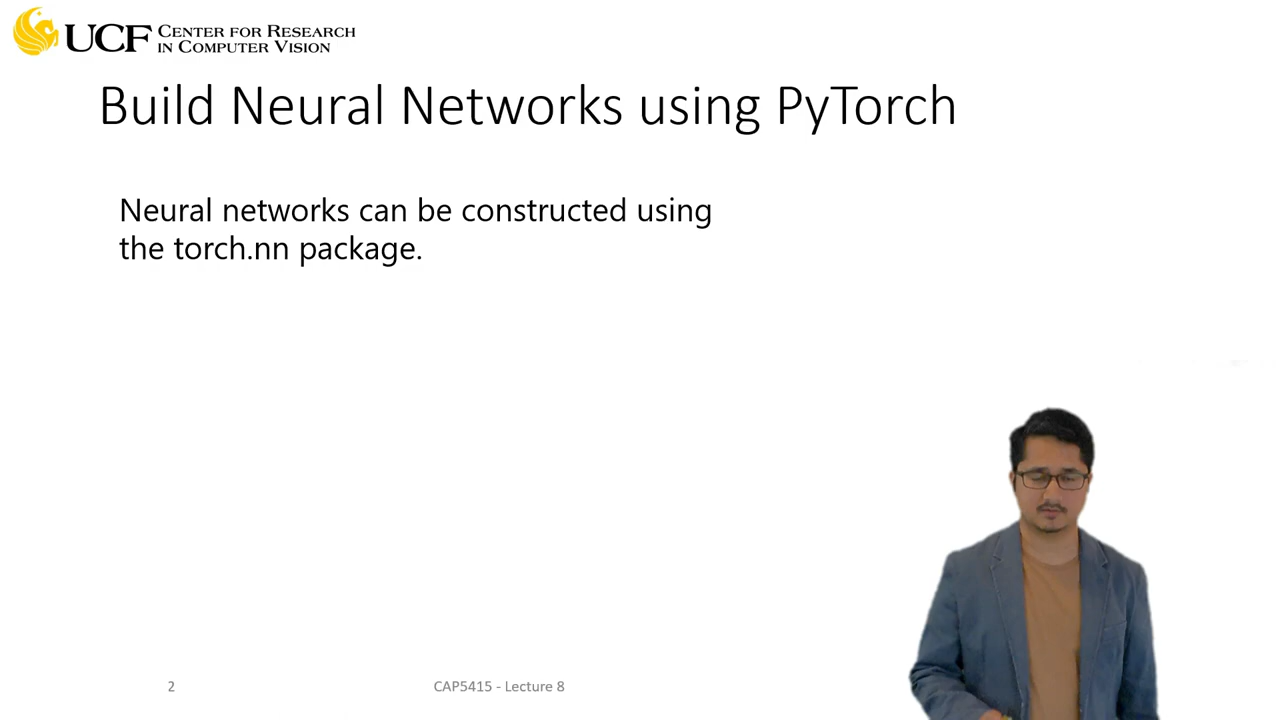 UCF CENTER FOR RESEARCH
IN COMPUTER VISION
Build Neural Networks using PyTorch
Neural networks can be constructed using
the torch.nn package.
2
CAP5415 - Lecture 8